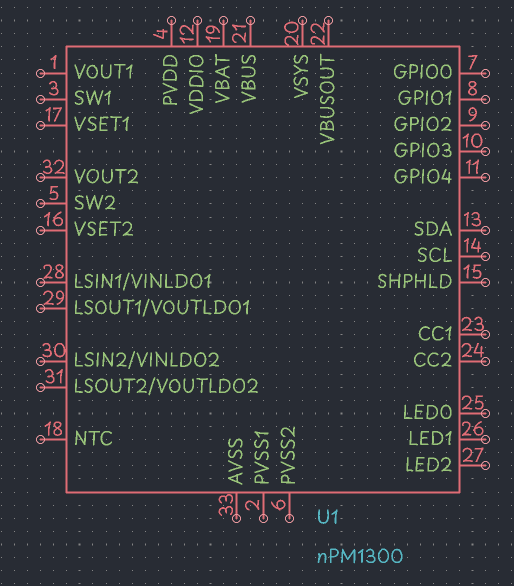 4 12 19 21 20 22
PVDD VDDIO VBAT VBUS VSYS VBUSOUT
1 VOUT1 GPIO0 7
3 SW1 GPIO1 8
17 VSET1 GPIO2 9
GPIO3 10
32 VOUT2 GPIO4 11
5 SW2
16 VSET2 SDA 13
SCL 14
28 LSIN1/VINLDO1 SHPHLD 15
29 LSOUT1/VOUTLDO1
CC1 23
30 LSIN2/VINLDO2 CC2 24
31 LSOUT2/VOUTLDO2
LED0 25
18 NTC LED1 26
LED2 27
AVSS PVSS1 PVSS2
33 2 6
U1
nPM1300